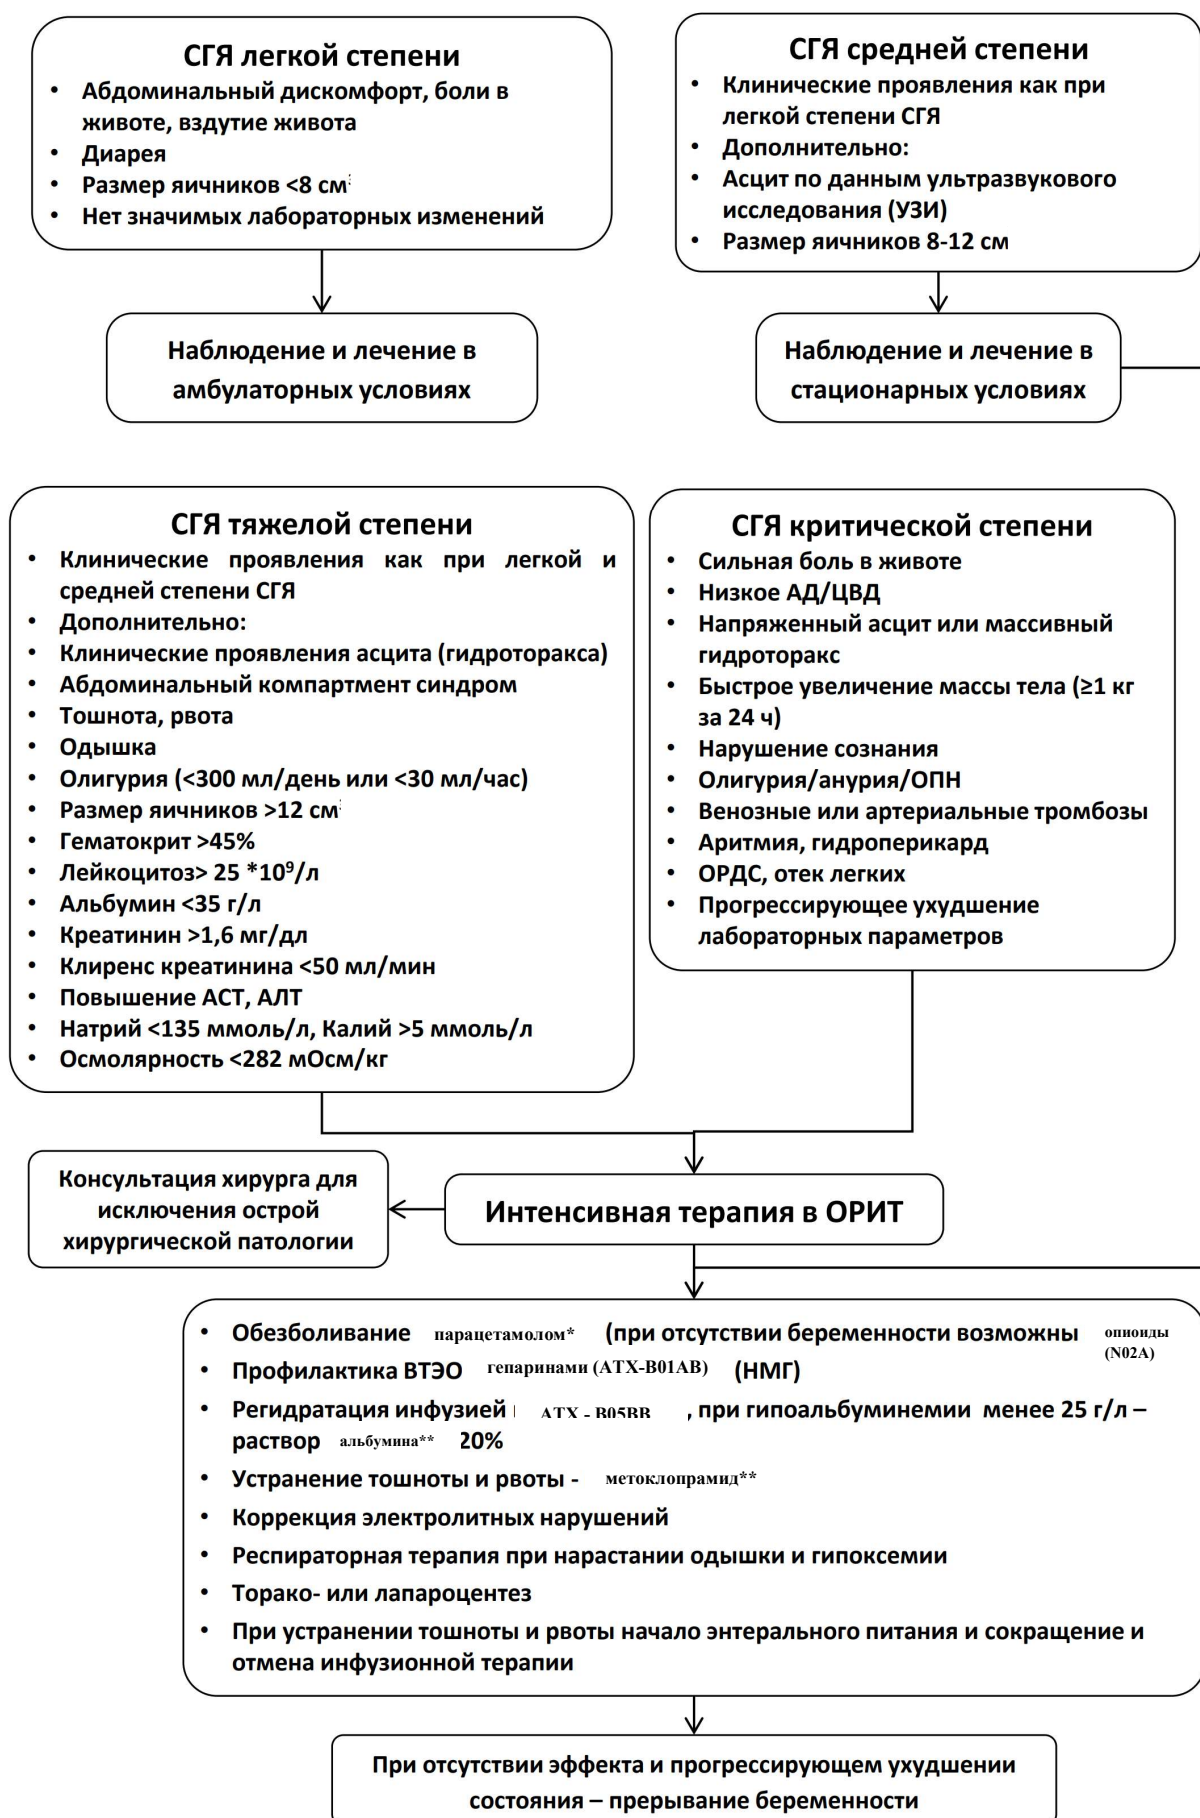 СГЯ легкой степени
• Абдоминальный дискомфорт, боли в
животе, вздутие живота
• Диарея
• Размер яичников <8 см
• Нет значимых лабораторных изменений
СГЯ средней степени
• Клинические проявления как при
легкой степени СГЯ
• Дополнительно:
• Асцит по данным ультразвукового
исследования (УЗИ)
• Размер яичников 8-12 см
Наблюдение и лечение в
амбулаторных условиях
Наблюдение и лечение в
стационарных условиях
СГЯ тяжелой степени
• Клинические проявления как при легкой и
средней степени СГЯ
• Дополнительно:
• Клинические проявления асцита (гидроторакса)
• Абдоминальный компартмент синдром
• Тошнота, рвота
• Одышка
• Олигурия (<300 мл/день или <30 мл/час)
• Размер яичников >12 см
• Гематокрит >45%
• Лейкоцитоз> 25 *10⁹/л
• Альбумин <35 г/л
• Креатинин >1,6 мг/дл
• Клиренс креатинина <50 мл/мин
• Повышение АСТ, АЛТ
• Натрий <135 ммоль/л, Калий >5 ммоль/л
• Осмолярность <282 мОсм/кг
СГЯ критической степени
• Сильная боль в животе
• Низкое АД/ЦВД
• Напряженный асцит или массивный
гидроторакс
• Быстрое увеличение массы тела (≥1 кг
за 24 ч)
• Нарушение сознания
• Олигурия/анурия/ОПН
• Венозные или артериальные тромбозы
• Аритмия, гидроперикард
• ОРДС, отек легких
• Прогрессирующее ухудшение
лабораторных параметров
Консультация хирурга для
исключения острой
хирургической патологии
Интенсивная терапия в ОРИТ
• Обезболивание парацетамолом* (при отсутствии беременности возможны опиоиды
(N02A)
• Профилактика ВТЭО гепаринами (АТХ-B01AB) (НМГ)
• Регидратация инфузией АТХ - B05BB , при гипоальбуминемии менее 25 г/л –
раствор альбумина** 20%
• Устранение тошноты и рвоты - метоклопрамид**
• Коррекция электролитных нарушений
• Респираторная терапия при нарастании одышки и гипоксемии
• Торако- или лапароцентез
• При устранении тошноты и рвоты начало энтерального питания и сокращение и
отмена инфузионной терапии
При отсутствии эффекта и прогрессирующем ухудшении
состояния – прерывание беременности